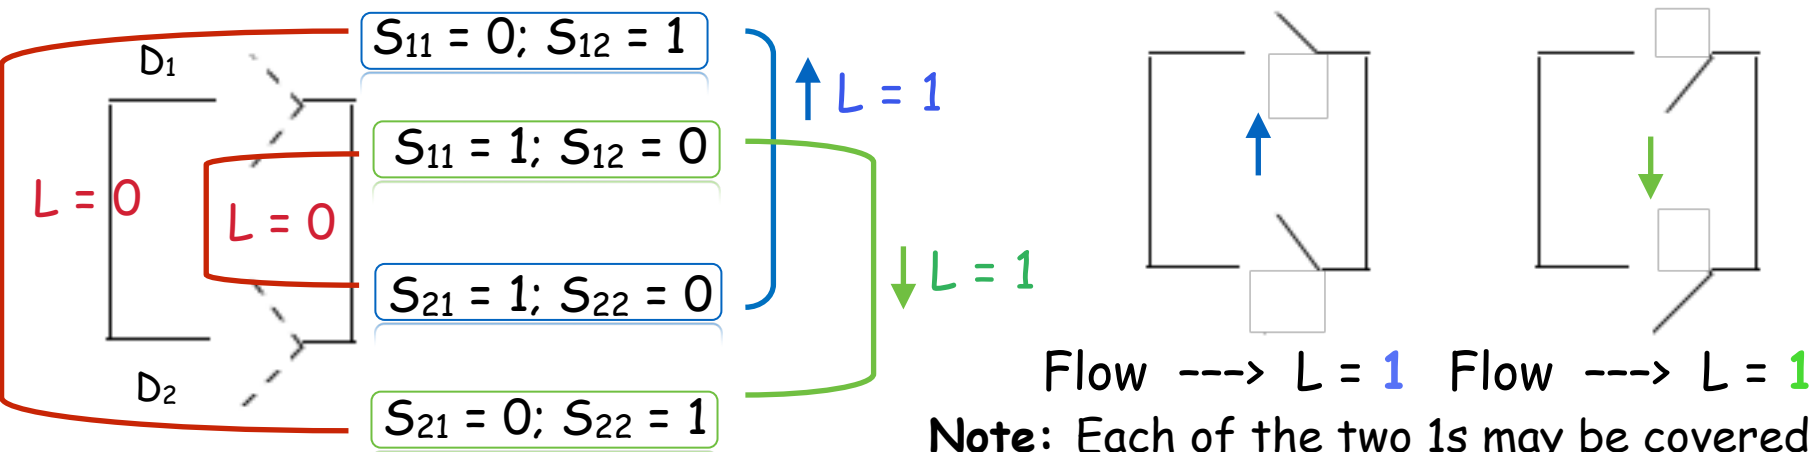 S₁₁ = 0; S₁₂ = 1
D₁
L = 1
S₁₁ = 1; S₁₂ = 0
L = 0
L = 0
L = 1
S₂₁ = 1; S₂₂ = 0
D₂
S₂₁ = 0; S₂₂ = 1
Flow ---> L = 1
Flow ---> L = 1
Note: Each of the two 1s may be covered